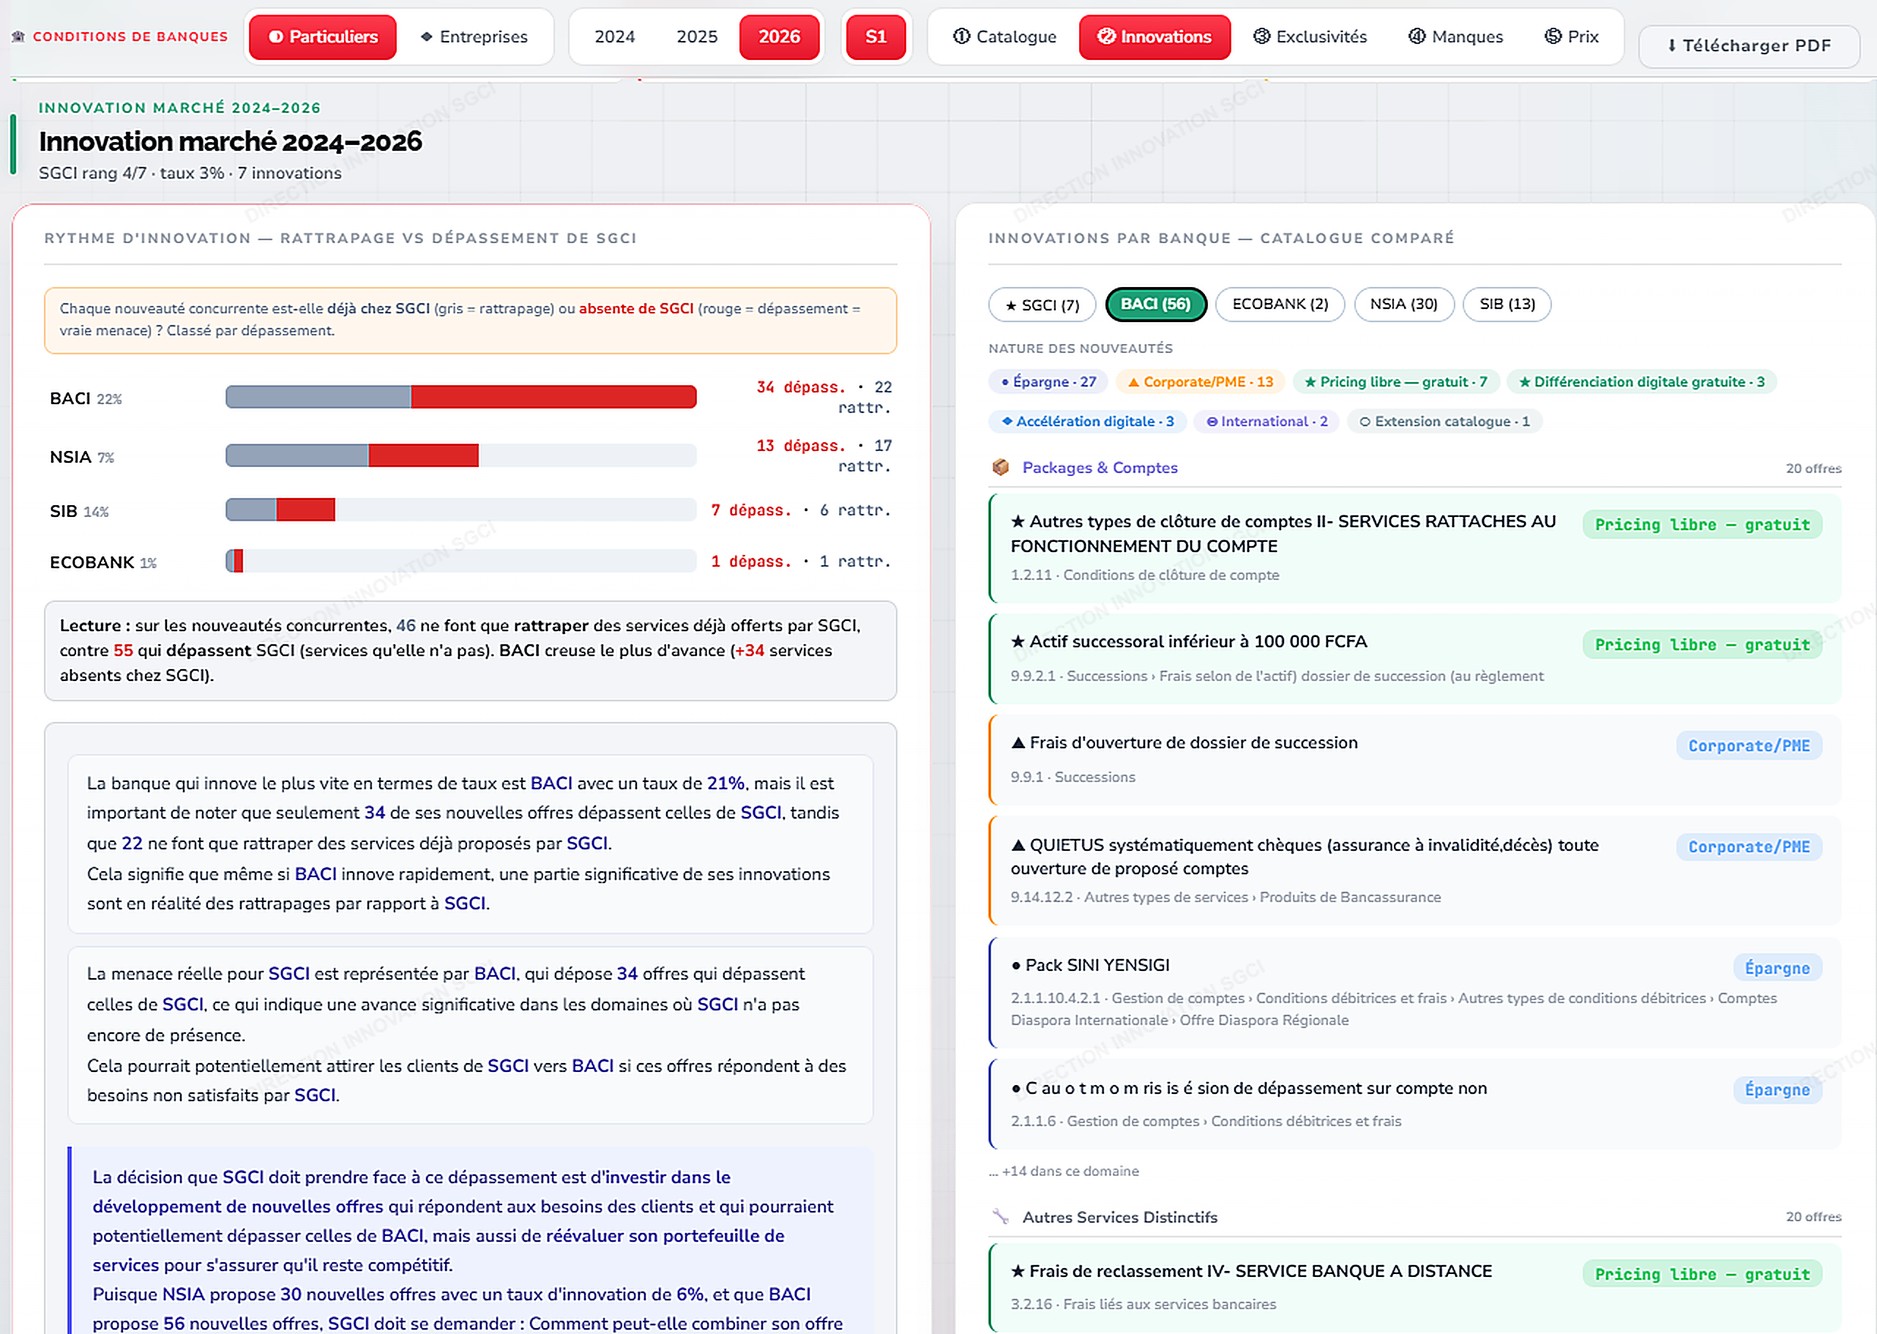 CONDITIONS DE BANQUES
Particuliers
Entreprises
2024
2025
2026
S1
① Catalogue
② Innovations
③ Exclusivités
④ Manques
⑤ Prix
⬇ Télécharger PDF
INNOVATION MARCHÉ 2024–2026
Innovation marché 2024–2026
SGCI rang 4/7 · taux 3% · 7 innovations
RYTHME D'INNOVATION — RATTRAPAGE VS DÉPASSEMENT DE SGCI
Chaque nouveauté concurrente est-elle déjà chez SGCI (gris = rattrapage) ou absente de SGCI (rouge = dépassement =
vraie menace) ? Classé par dépassement.
BACI 22%
34 dépass. · 22
rattr.
NSIA 7%
13 dépass. · 17
rattr.
SIB 14%
7 dépass. · 6 rattr.
ECOBANK 1%
1 dépass. · 1 rattr.
Lecture : sur les nouveautés concurrentes, 46 ne font que rattraper des services déjà offerts par SGCI,
contre 55 qui dépassent SGCI (services qu'elle n'a pas). BACI creuse le plus d'avance (+34 services
absents chez SGCI).
La banque qui innove le plus vite en termes de taux est BACI avec un taux de 21%, mais il est
important de noter que seulement 34 de ses nouvelles offres dépassent celles de SGCI, tandis
que 22 ne font que rattraper des services déjà proposés par SGCI.
Cela signifie que même si BACI innove rapidement, une partie significative de ses innovations
sont en réalité des rattrapages par rapport à SGCI.
La menace réelle pour SGCI est représentée par BACI, qui dépose 34 offres qui dépassent
celles de SGCI, ce qui indique une avance significative dans les domaines où SGCI n'a pas
encore de présence.
Cela pourrait potentiellement attirer les clients de SGCI vers BACI si ces offres répondent à des
besoins non satisfaits par SGCI.
La décision que SGCI doit prendre face à ce dépassement est d'investir dans le
développement de nouvelles offres qui répondent aux besoins des clients et qui pourraient
potentiellement dépasser celles de BACI, mais aussi de réévaluer son portefeuille de
services pour s'assurer qu'il reste compétitif.
Puisque NSIA propose 30 nouvelles offres avec un taux d'innovation de 6%, et que BACI
propose 56 nouvelles offres, SGCI doit se demander : Comment peut-elle combiner son offre
INNOVATIONS PAR BANQUE — CATALOGUE COMPARÉ
★ SGCI (7)
BACI (56)
ECOBANK (2)
NSIA (30)
SIB (13)
NATURE DES NOUVEAUTÉS
● Épargne · 27
▲ Corporate/PME · 13
★ Pricing libre — gratuit · 7
★ Différenciation digitale gratuite · 3
◆ Accélération digitale · 3
International · 2
Extension catalogue · 1
Packages & Comptes
20 offres
★ Autres types de clôture de comptes II- SERVICES RATTACHES AU
FONCTIONNEMENT DU COMPTE
Pricing libre — gratuit
1.2.11 · Conditions de clôture de compte
★ Actif successoral inférieur à 100 000 FCFA
Pricing libre — gratuit
9.9.2.1 · Successions › Frais selon de l'actif) dossier de succession (au règlement
▲ Frais d'ouverture de dossier de succession
Corporate/PME
9.9.1 · Successions
▲ QUIETUS systématiquement chèques (assurance à invalidité,décès) toute
ouverture de proposé comptes
Corporate/PME
9.14.12.2 · Autres types de services › Produits de Bancassurance
● Pack SINI YENSIGI
Épargne
2.1.1.10.4.2.1 · Gestion de comptes › Conditions débitrices et frais › Autres types de conditions débitrices › Comptes
Diaspora Internationale › Offre Diaspora Régionale
● C au o t m o m ris is é sion de dépassement sur compte non
Épargne
2.1.1.6 · Gestion de comptes › Conditions débitrices et frais
... +14 dans ce domaine
Autres Services Distinctifs
20 offres
★ Frais de reclassement IV- SERVICE BANQUE A DISTANCE
Pricing libre — gratuit
3.2.16 · Frais liés aux services bancaires
DIRECTION INNOVATION SGCI